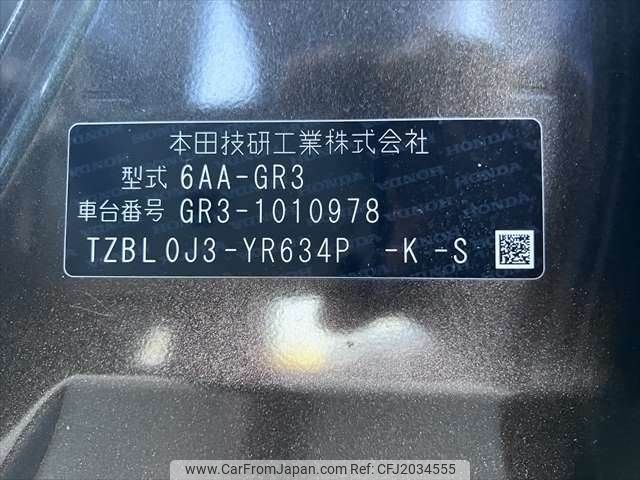 本田技研工業株式会社
型式 6AA-GR3
車台番号 GR3-1010978
TZBL0J3-YR634P -K -S
www.CarFromJapan.com | CFJ2034555